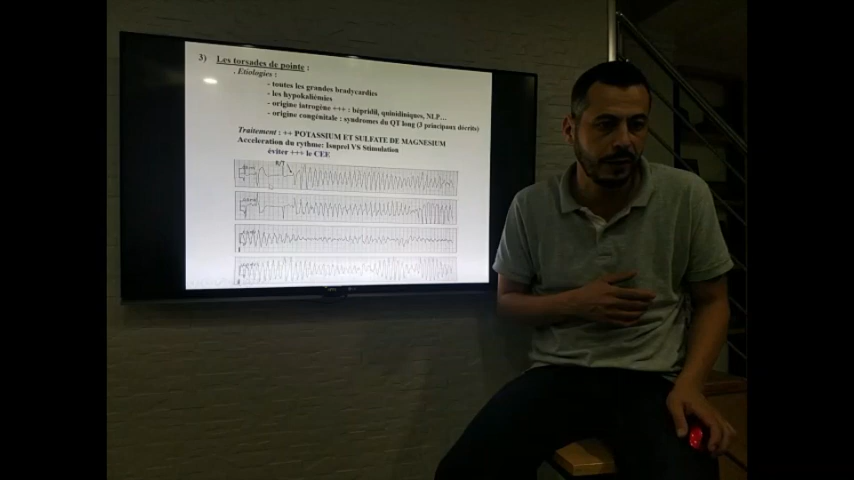 3) Les torsades de pointe :
. Etiologies :
- toutes les grandes bradycardies
- les hypokaliémies
- origine iatrogène +++ : bépridil, quinidiniques, NLP…
- origine congénitale : syndromes du QT long (3 principaux décrits)
Traitement : ++ POTASSIUM ET SULFATE DE MAGNESIUM
Acceleration du rythme: Isuprel VS Stimulation
éviter +++ le CEE
R/T